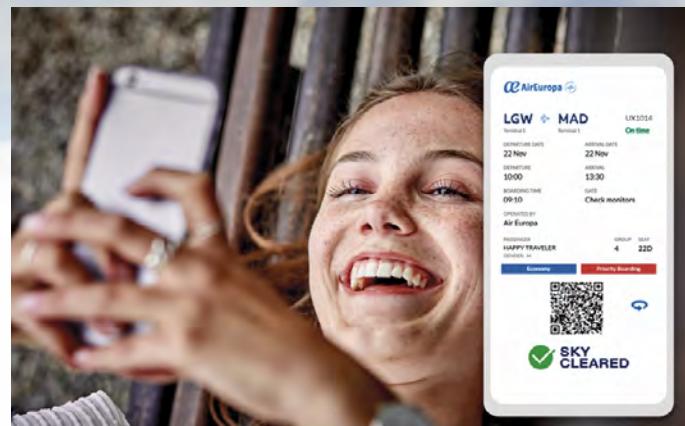 AirEuropa
LGW MAD UX1014
Terminal S Terminal 1 On time
DEPARTURE DATE ARRIVAL DATE
22 Nov 22 Nov
DEPARTURE ARRIVAL
10:00 13:30
BOARDING TIME GATE
09:10 Check monitors
OPERATED BY
Air Europa
PASSENGER GROUP SEAT
HAPPY TRAVELER 4 22D
Economy Priority Boarding
SKY
CLEARED